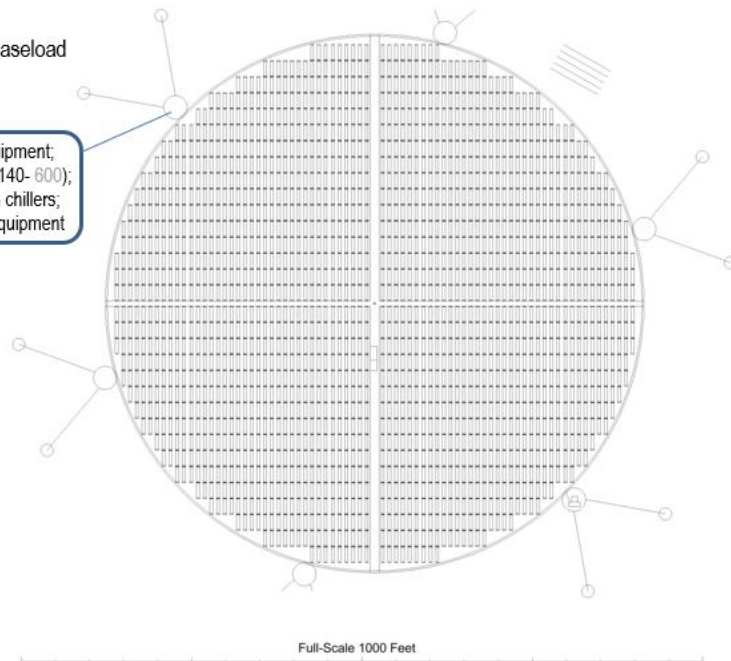 aseload
ipment;
140- 600);
chillers;
quipment
Full-Scale 1000 Feet